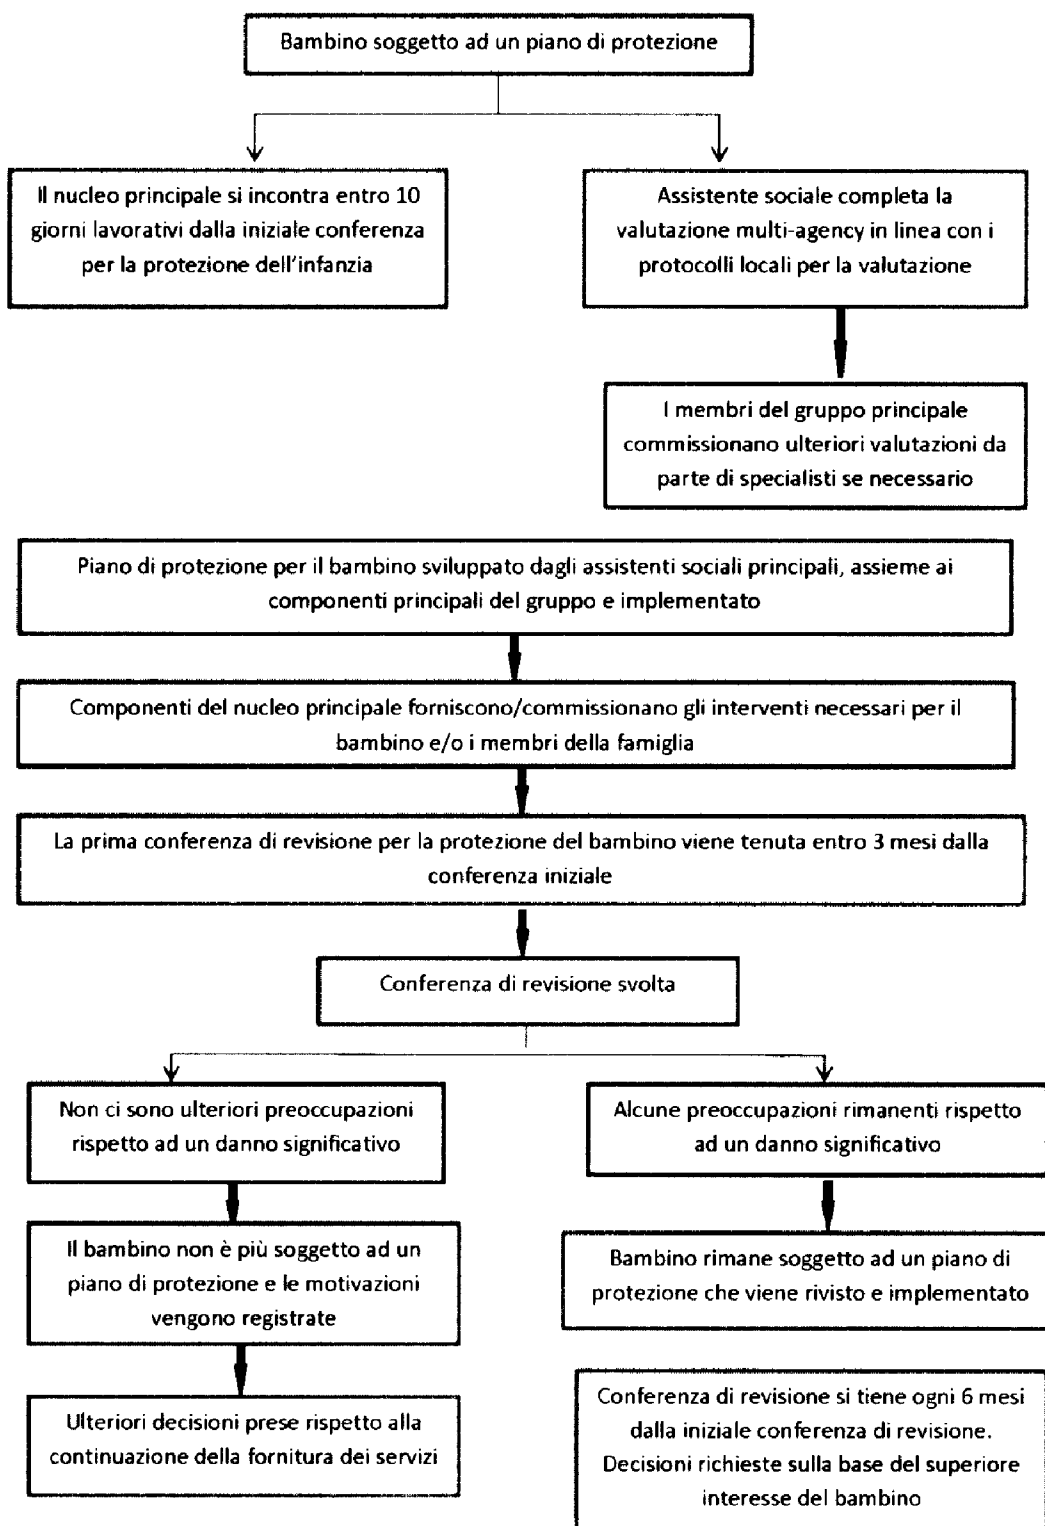 Bambino soggetto ad un piano di protezione
Il nucleo principale si incontra entro 10
giorni lavorativi dalla iniziale conferenza
per la protezione dell'infanzia
Assistente sociale completa la
valutazione multi-agency in linea con i
protocolli locali per la valutazione
I membri del gruppo principale
commissionano ulteriori valutazioni da
parte di specialisti se necessario
Piano di protezione per il bambino sviluppato dagli assistenti sociali principali, assieme ai
componenti principali del gruppo e implementato
Componenti del nucleo principale forniscono/commissionano gli interventi necessari per il
bambino e/o i membri della famiglia
La prima conferenza di revisione per la protezione del bambino viene tenuta entro 3 mesi dalla
conferenza iniziale
Conferenza di revisione svolta
Non ci sono ulteriori preoccupazioni
rispetto ad un danno significativo
Alcune preoccupazioni rimanenti rispetto
ad un danno significativo
Il bambino non è più soggetto ad un
piano di protezione e le motivazioni
vengono registrate
Bambino rimane soggetto ad un piano di
protezione che viene rivisto e implementato
Ulteriori decisioni prese rispetto alla
continuazione della fornitura dei servizi
Conferenza di revisione si tiene ogni 6 mesi
dalla iniziale conferenza di revisione.
Decisioni richieste sulla base del superiore
interesse del bambino